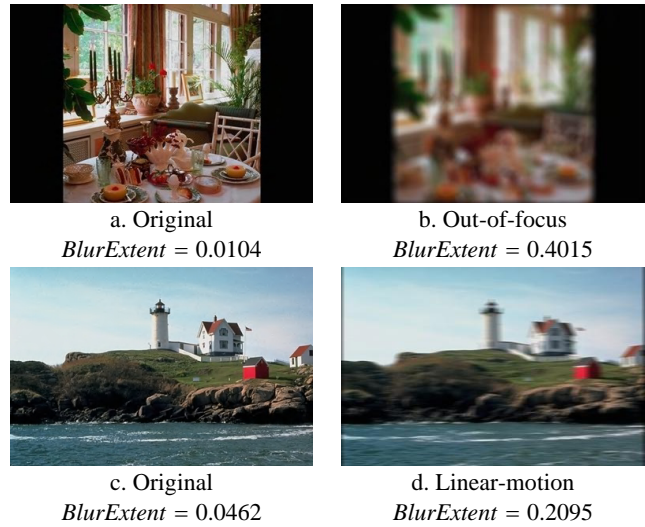 a. Original
b. Out-of-focus
BlurExtent = 0.0104
BlurExtent = 0.4015
c. Original
d. Linear-motion
BlurExtent = 0.0462
BlurExtent = 0.2095